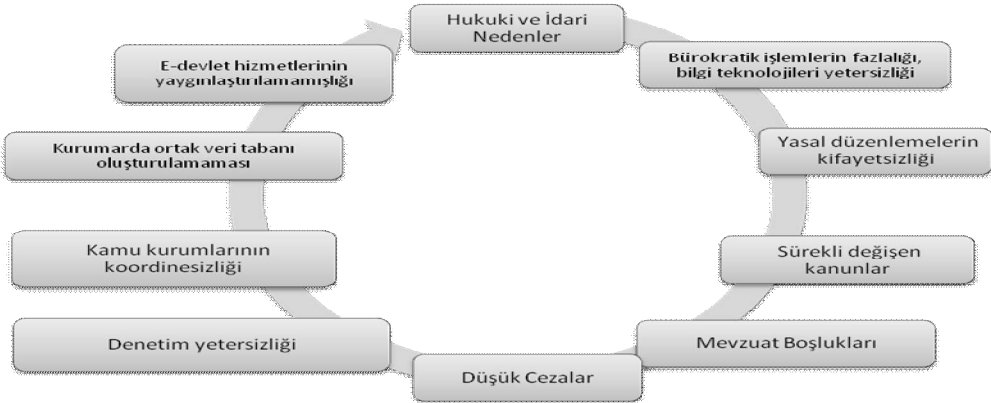 Hukuki ve İdari
Nedenler
Bürokratik işlemlerin fazlalığı,
bilgi teknolojileri yetersizliği
Yasal düzenlemelerin
kifayetsizliği
Sürekli değişen
kanunlar
Mevzuat Boşlukları
Düşük Cezalar
Denetim yetersizliği
Kamu kurumlarının
koordinesizliği
Kurumarda ortak veri tabanı
oluşturulamaması
E-devlet hizmetlerinin
yaygınlaştırılamamışlığı